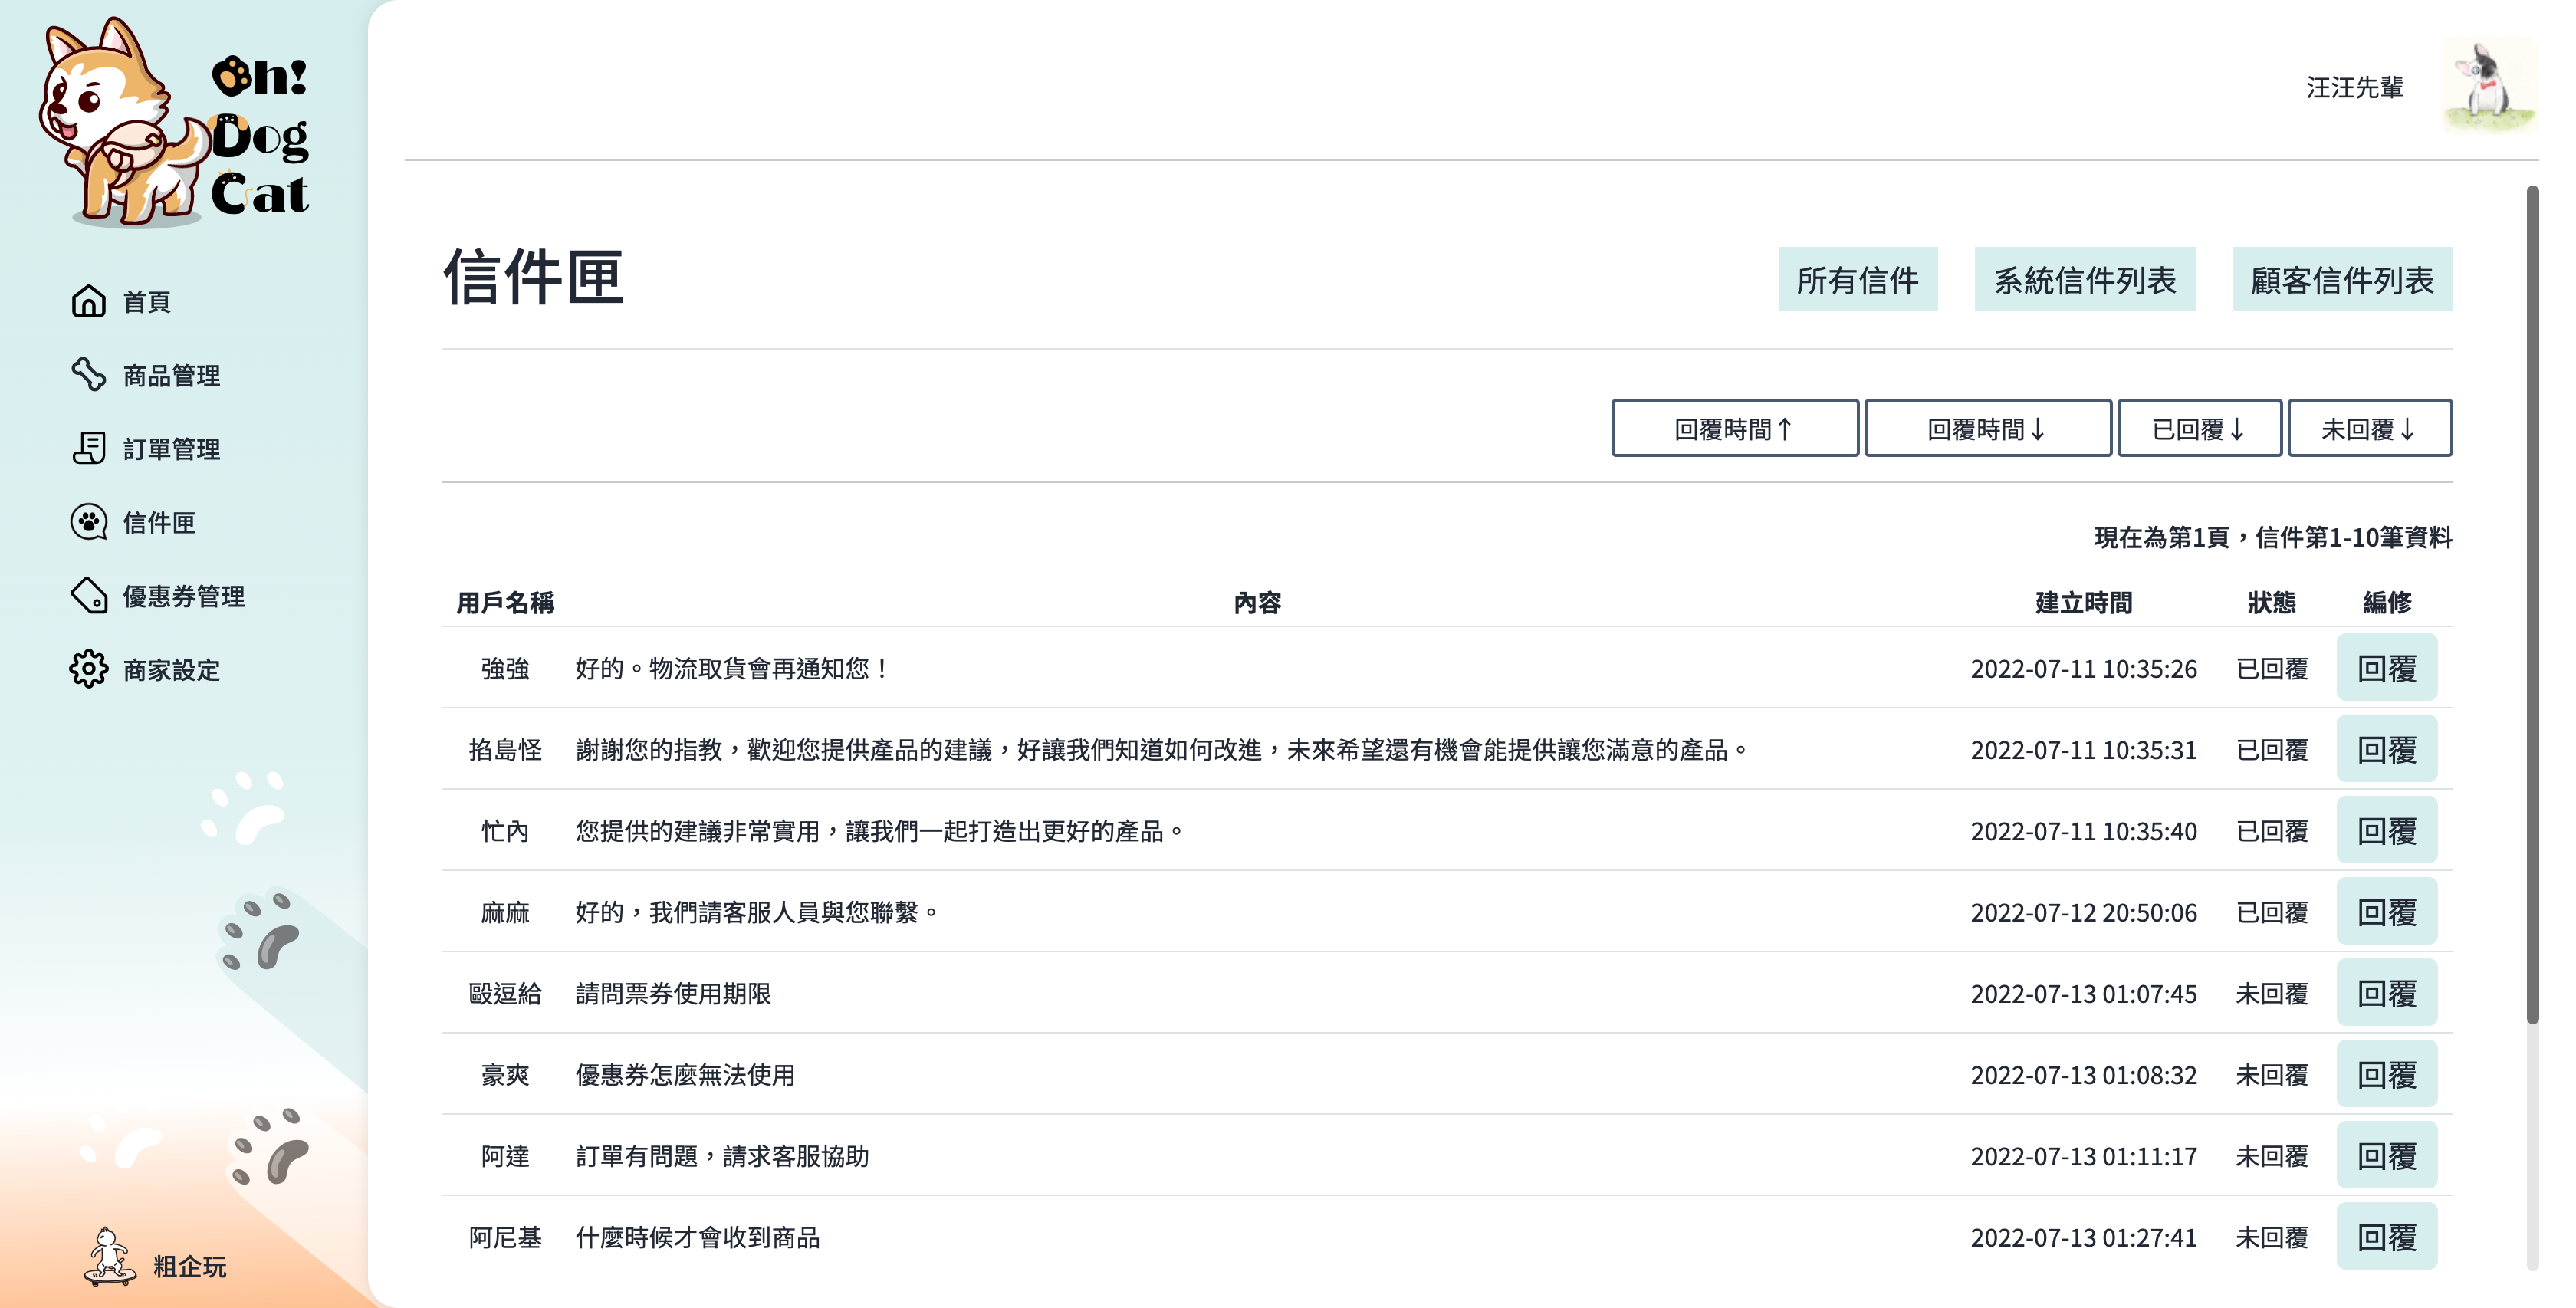 Oh!
Dog
Cat
汪汪先輩
首頁
商品管理
訂單管理
信件匣
優惠券管理
商家設定
粗企玩
信件匣
所有信件 系統信件列表 顧客信件列表
回覆時間↑ 回覆時間↓ 已回覆↓ 未回覆↓
現在為第1頁，信件第1-10筆資料
用戶名稱 內容 建立時間 狀態 編修
強強 好的。物流取貨會再通知您！ 2022-07-11 10:35:26 已回覆 回覆
掐島怪 謝謝您的指教，歡迎您提供產品的建議，好讓我們知道如何改進，未來希望還有機會能提供讓您滿意的產品。 2022-07-11 10:35:31 已回覆 回覆
忙內 您提供的建議非常實用，讓我們一起打造出更好的產品。 2022-07-11 10:35:40 已回覆 回覆
麻麻 好的，我們請客服人員與您聯繫。 2022-07-12 20:50:06 已回覆 回覆
毆逗給 請問票券使用期限 2022-07-13 01:07:45 未回覆 回覆
豪爽 優惠券怎麼無法使用 2022-07-13 01:08:32 未回覆 回覆
阿達 訂單有問題，請求客服協助 2022-07-13 01:11:17 未回覆 回覆
阿尼基 什麼時候才會收到商品 2022-07-13 01:27:41 未回覆 回覆